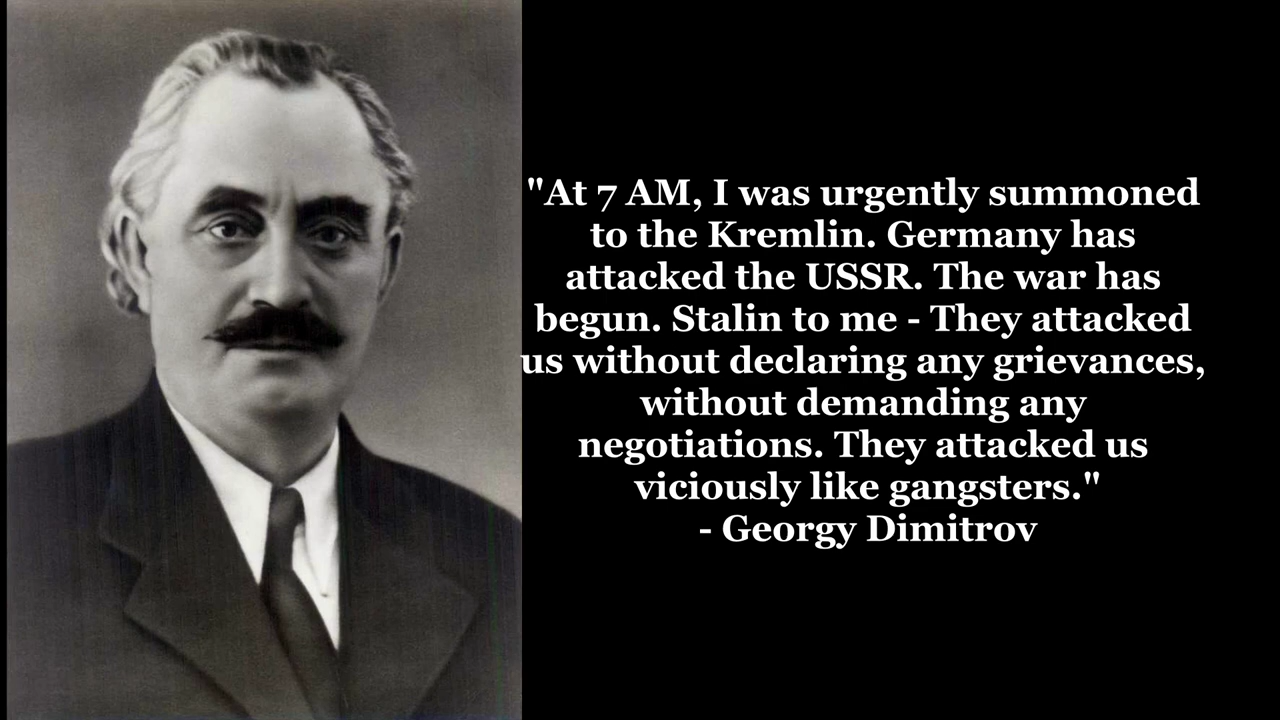 "At 7 AM, I was urgently summoned
to the Kremlin. Germany has
attacked the USSR. The war has
begun. Stalin to me - They attacked
us without declaring any grievances,
without demanding any
negotiations. They attacked us
viciously like gangsters."
- Georgy Dimitrov